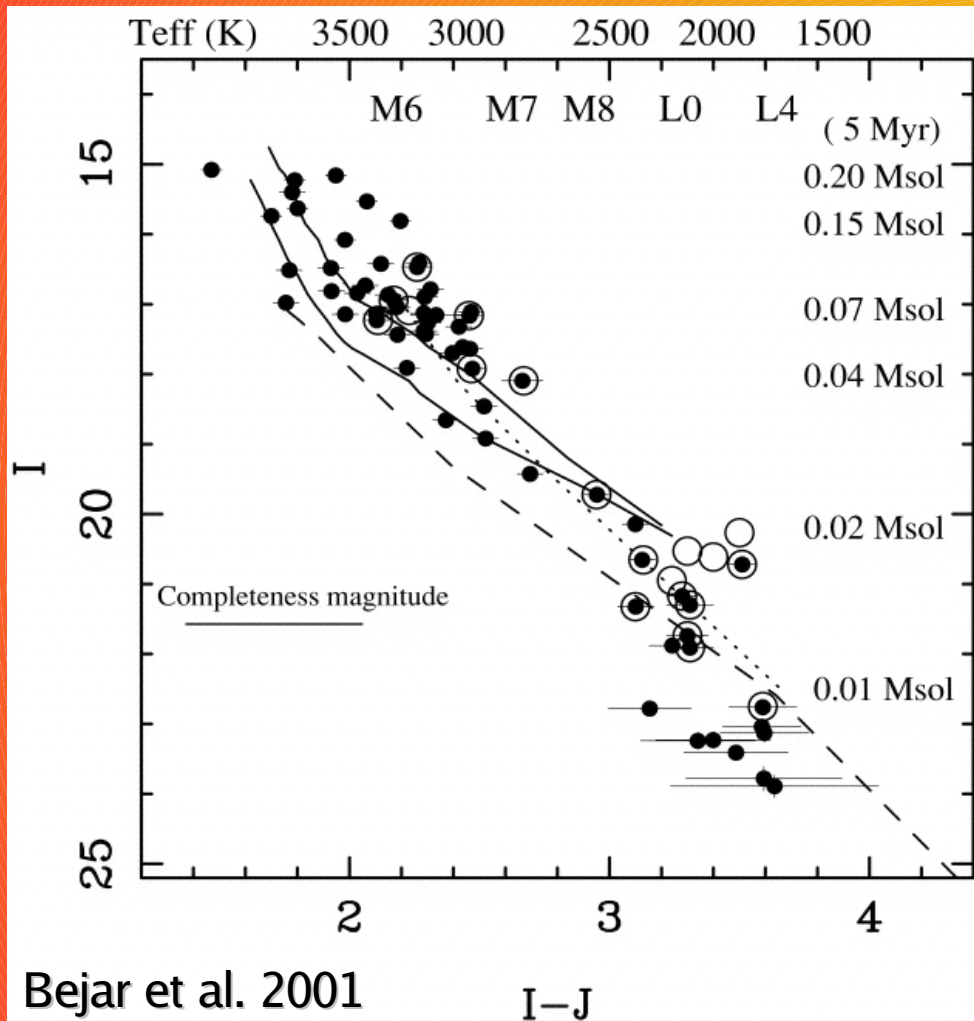 Teff (K) 3500 3000 2500 2000 1500
M6 M7 M8 L0 L4
( 5 Myr)
15
0.20 Msol
0.15 Msol
0.07 Msol
0.04 Msol
I
20
0.02 Msol
Completeness magnitude
0.01 Msol
25
2 3 4
Bejar et al. 2001
I-J